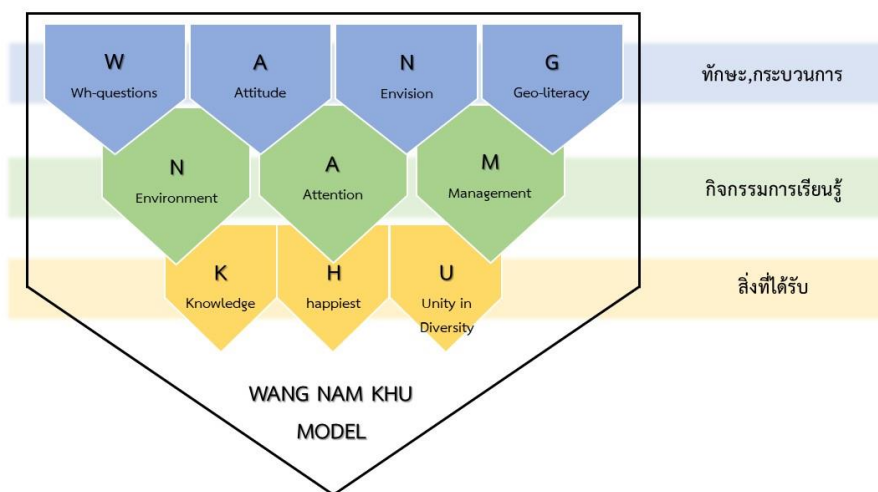 W A N G
Wh-questions Attitude Envision Geo-literacy
ทักษะ,กระบวนการ
N A M
Environment Attention Management
กิจกรรมการเรียนรู้
K H U
Knowledge happiest Unity in
Diversity
สิ่งที่ได้รับ
WANG NAM KHU
MODEL